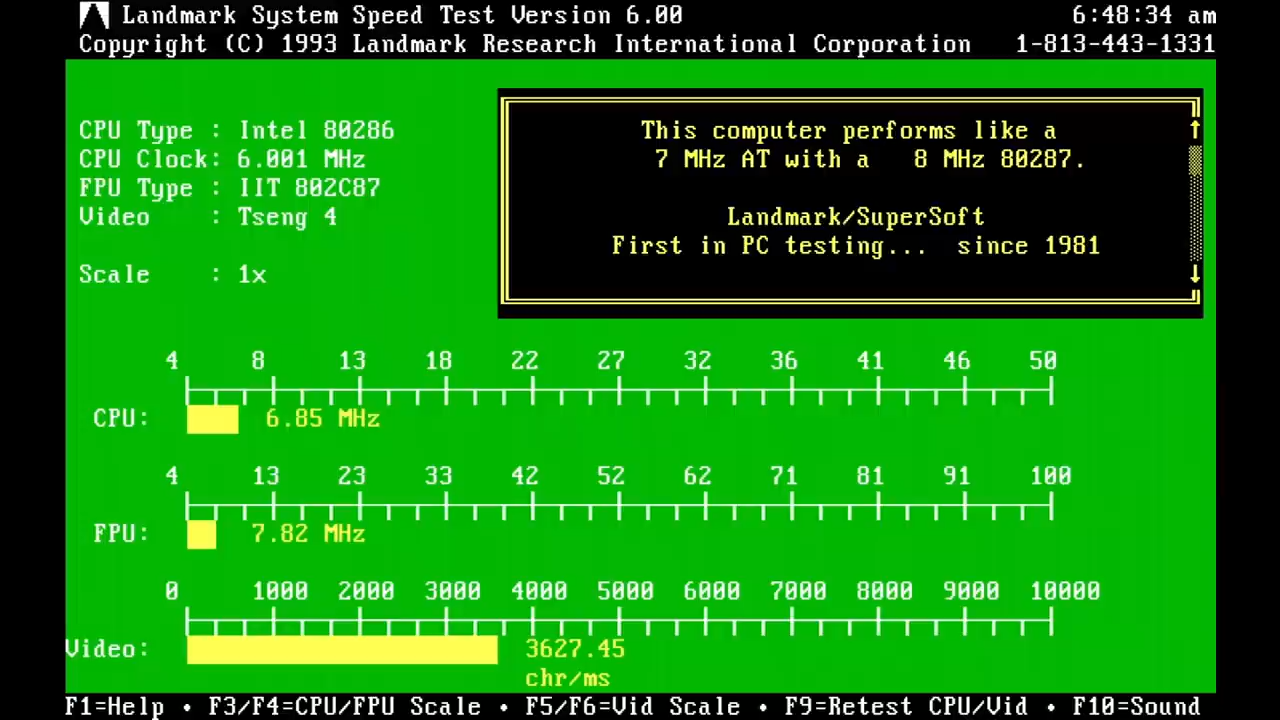 Landmark System Speed Test Version 6.00 6:48:34 am
Copyright (C) 1993 Landmark Research International Corporation 1-813-443-1331
CPU Type : Intel 80286
CPU Clock: 6.001 MHz
FPU Type : IIT 802C87
Video : Tseng 4
Scale : 1x
This computer performs like a
7 MHz AT with a 8 MHz 80287.
Landmark/SuperSoft
First in PC testing... since 1981
4 8 13 18 22 27 32 36 41 46 50
CPU: 6.85 MHz
4 13 23 33 42 52 62 71 81 91 100
FPU: 7.82 MHz
0 1000 2000 3000 4000 5000 6000 7000 8000 9000 10000
Video: 3627.45
chr/ms
F1=Help • F3/F4=CPU/FPU Scale • F5/F6=Vid Scale • F9=Retest CPU/Vid • F10=Sound